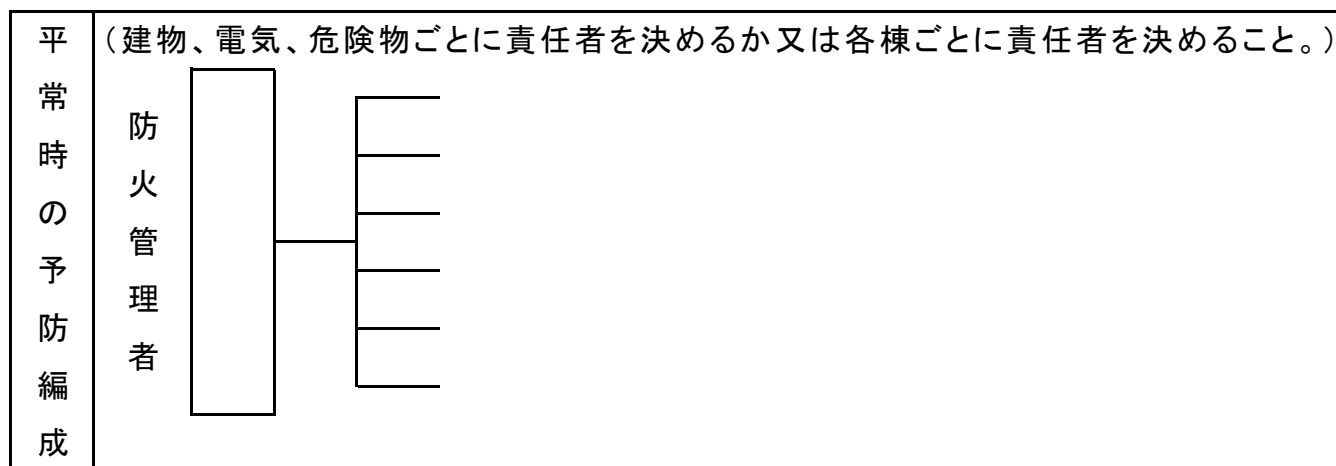 平常時の予防編成
(建物、電気、危険物ごとに責任者を決めるか又は各棟ごとに責任者を決めること。)
防火管理者